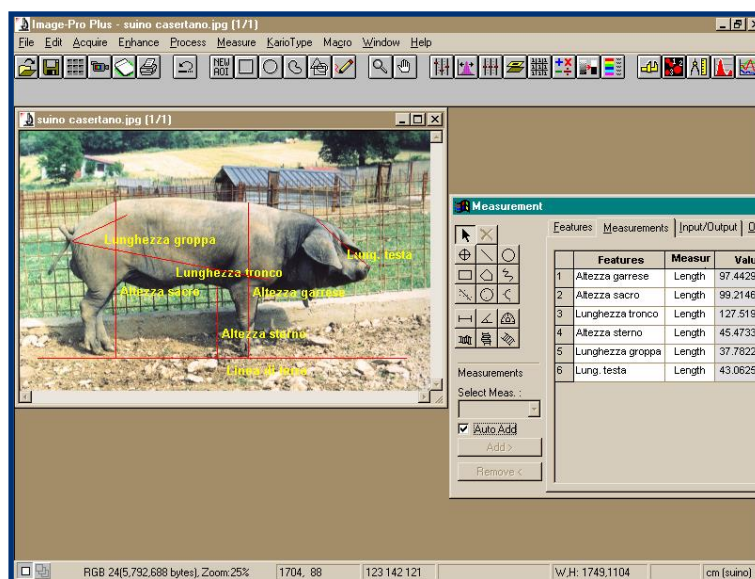 Image-Pro Plus - suino casertano.jpg (1/1)
File Edit Acquire Enhance Process Measure KarioType Macro Window Help
NEW
AOI
suino casertano.jpg (1/1)
Lunghezza groppa
Lung. testa
Lunghezza tronco
Altezza sacro
Altezza garrese
Altezza sterno
Linea di terra
Measurement
Features Measurements Input/Output O
Features Measur Valu
1 Altezza garrese Length 97.4429
2 Altezza sacro Length 99.2146
3 Lunghezza tronco Length 127.519
4 Altezza sterno Length 45.4733
5 Lunghezza groppa Length 37.7822
6 Lung. testa Length 43.0625
Measurements
Select Meas. :
Auto Add
Add >
Remove <
RGB 24(5,792,688 bytes), Zoom:25% 1704, 88 123 142 121 W,H: 1749,1104 cm (suino)